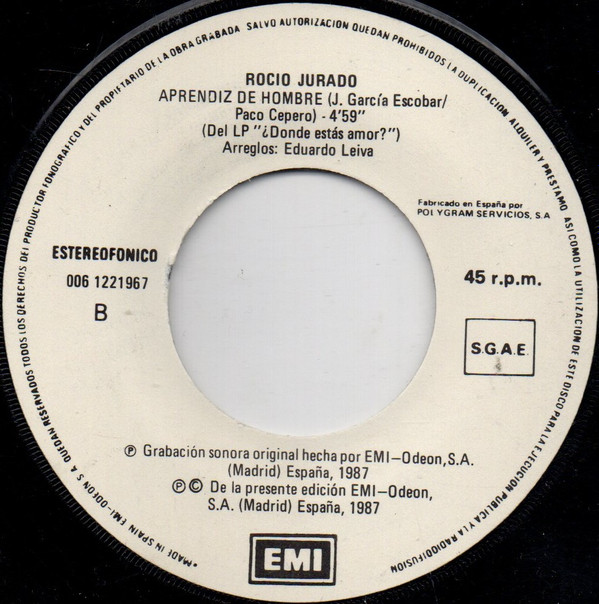 ROCIO JURADO
APRENDIZ DE HOMBRE (J. García Escobar/
Paco Cepero) - 4'59"
(Del LP "¿Donde estás amor?")
Arreglos: Eduardo Leiva
Fabricado en España por
POLYGRAM SERVICIOS, S.A
ESTEREOFONICO
006 1221967
B
45 r.p.m.
S.G.A.E.
℗ Grabación sonora original hecha por EMI–Odeon, S.A.
(Madrid) España, 1987
℗ © De la presente edición EMI–Odeon,
S.A. (Madrid) España, 1987
EMI
*MADE IN SPAIN EMI-ODEON S A QUEDAN RESERVADOS TODOS LOS DERECHOS DEL PRODUCTOR FONOGRAFICO Y DEL PROPIETARIO DE LA OBRA GRABADA SALVO AUTORIZACION QUEDAN PROHIBIDOS LA DUPLICACION ALQUILER Y PRESTAMO ASI COMO LA UTILIZACION DE ESTE DISCO PARA LA EJECUCION PUBLICA Y LA RADIODIFUSION